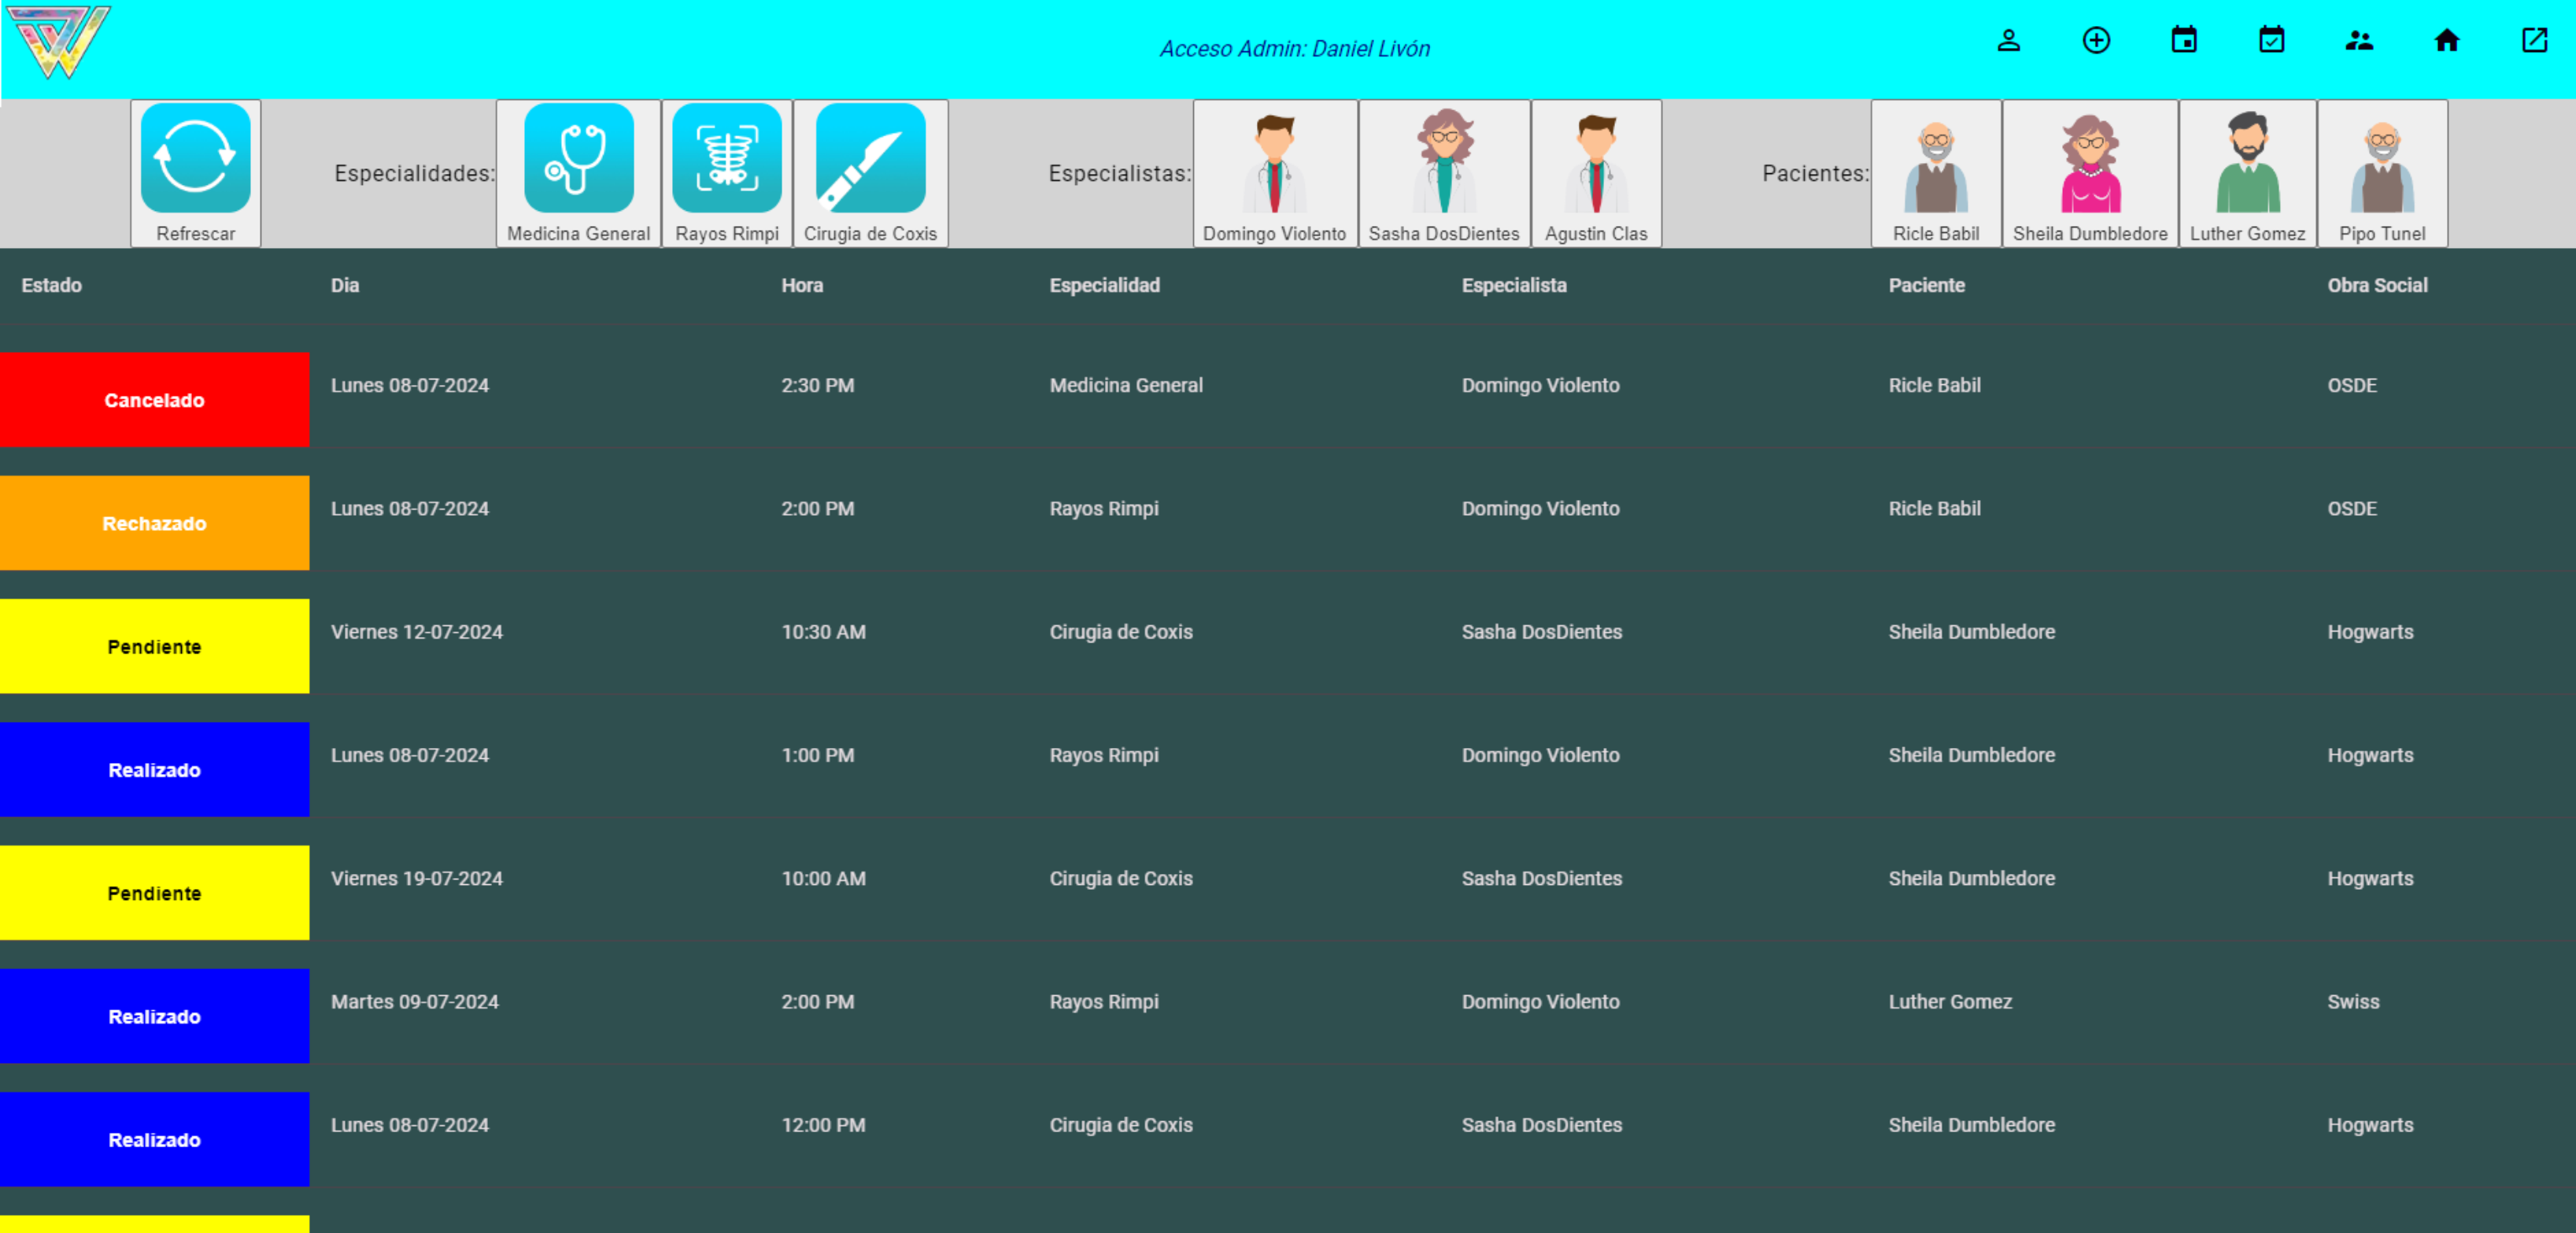 Acceso Admin: Daniel Livón
Refrescar
Especialidades:
Medicina General
Rayos Rimpi
Cirugia de Coxis
Especialistas:
Domingo Violento
Sasha DosDientes
Agustin Clas
Pacientes:
Ricle Babil
Sheila Dumbledore
Luther Gomez
Pipo Tunel
Estado Dia Hora Especialidad Especialista Paciente Obra Social
Cancelado Lunes 08-07-2024 2:30 PM Medicina General Domingo Violento Ricle Babil OSDE
Rechazado Lunes 08-07-2024 2:00 PM Rayos Rimpi Domingo Violento Ricle Babil OSDE
Pendiente Viernes 12-07-2024 10:30 AM Cirugia de Coxis Sasha DosDientes Sheila Dumbledore Hogwarts
Realizado Lunes 08-07-2024 1:00 PM Rayos Rimpi Domingo Violento Sheila Dumbledore Hogwarts
Pendiente Viernes 19-07-2024 10:00 AM Cirugia de Coxis Sasha DosDientes Sheila Dumbledore Hogwarts
Realizado Martes 09-07-2024 2:00 PM Rayos Rimpi Domingo Violento Luther Gomez Swiss
Realizado Lunes 08-07-2024 12:00 PM Cirugia de Coxis Sasha DosDientes Sheila Dumbledore Hogwarts